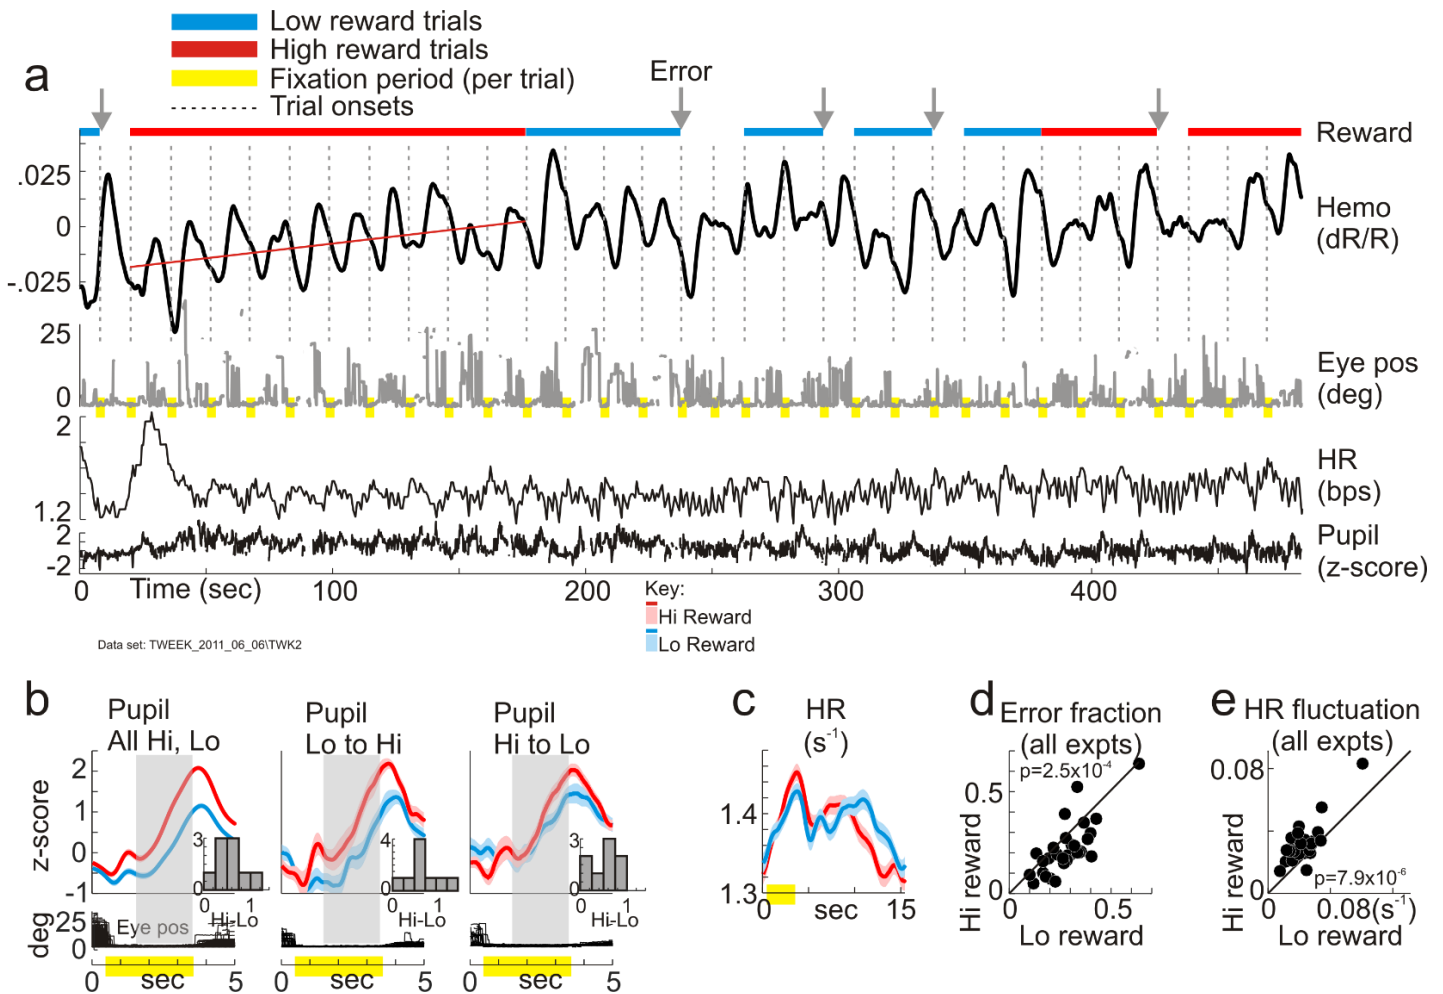 Low reward trials
High reward trials
Fixation period (per trial)
Trial onsets
a
Error
Reward
.025
0
-.025
Hemo
(dR/R)
25
0
Eye pos
(deg)
2
1.2
HR
(bps)
2
-2
Pupil
(z-score)
0 100 200 300 400
Time (sec)
Key:
Hi Reward
Lo Reward
Data set: TWEEK_2011_06_06\TWK2
b
Pupil
All Hi, Lo
Pupil
Lo to Hi
Pupil
Hi to Lo
z-score
2
1
0
-1
3
0
0 1
Hi-Lo
4
0
0 1
Hi-Lo
3
0
0 1
Hi-Lo
deg
25
0
Eye pos
0 sec 5
0 sec 5
0 sec 5
c
HR
(s-1)
1.4
1.3
0 sec 15
d
Error fraction
(all expts)
p=2.5x10-4
0.5
0
Hi reward
0 0.5
Lo reward
e
HR fluctuation
(all expts)
0.08
0
Hi reward
p=7.9x10-6
0 0.08(s-1)
Lo reward